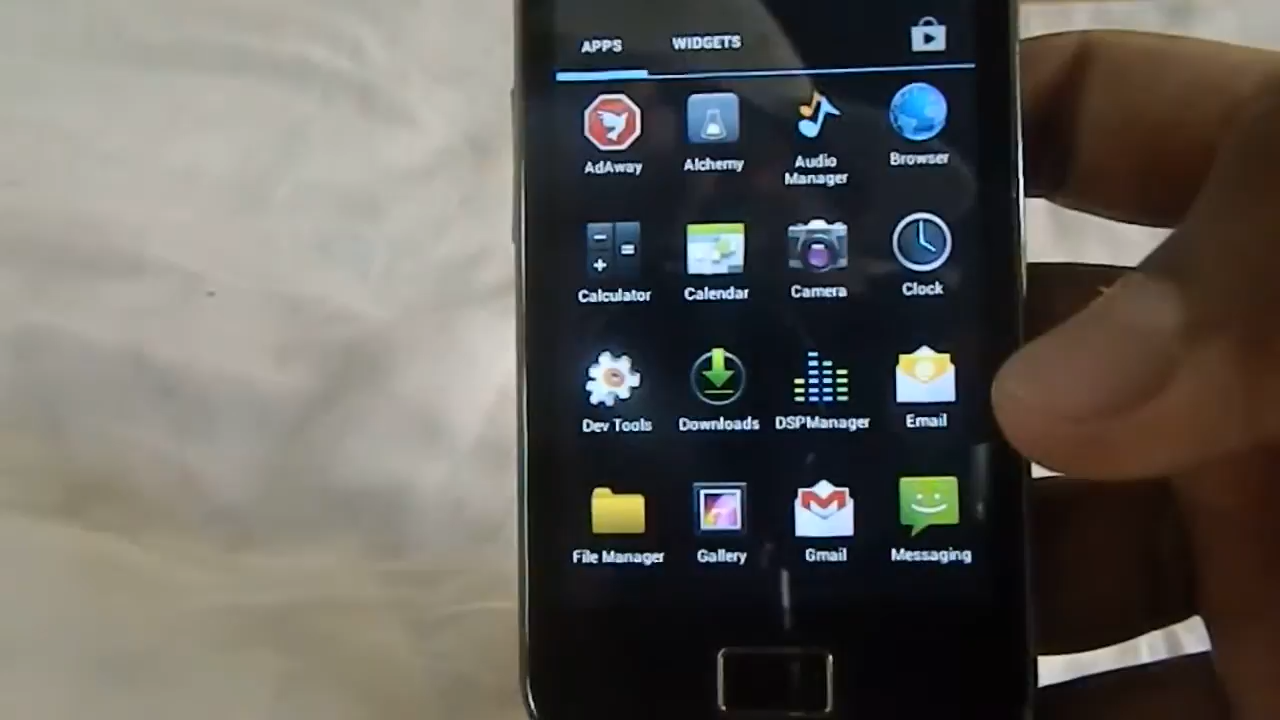 APPS WIDGETS
AdAway Alchemy Audio Manager Browser
Calculator Calendar Camera Clock
Dev Tools Downloads DSPManager Email
File Manager Gallery Gmail Messaging